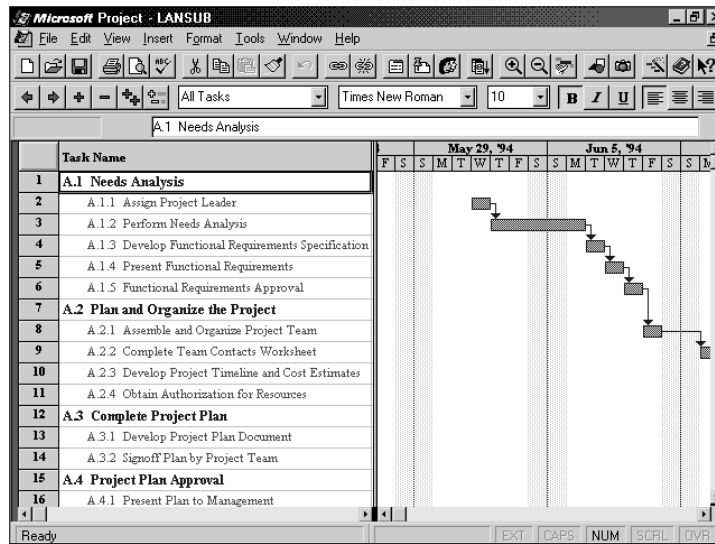 Microsoft Project - LANSUB
File Edit View Insert Format Tools Window Help
ABC
All Tasks Times New Roman 10 B I U
A.1 Needs Analysis
Task Name
May 29, '94 Jun 5, '94
F S S M T W T F S S M T W T F S S M
1 A.1 Needs Analysis
2 A.1.1 Assign Project Leader
3 A.1.2 Perform Needs Analysis
4 A.1.3 Develop Functional Requirements Specification
5 A.1.4 Present Functional Requirements
6 A.1.5 Functional Requirements Approval
7 A.2 Plan and Organize the Project
8 A.2.1 Assemble and Organize Project Team
9 A.2.2 Complete Team Contacts Worksheet
10 A.2.3 Develop Project Timeline and Cost Estimates
11 A.2.4 Obtain Authorization for Resources
12 A.3 Complete Project Plan
13 A.3.1 Develop Project Plan Document
14 A.3.2 Signoff Plan by Project Team
15 A.4 Project Plan Approval
16 A.4.1 Present Plan to Management
Ready EXT CAPS NUM SCRL OVR